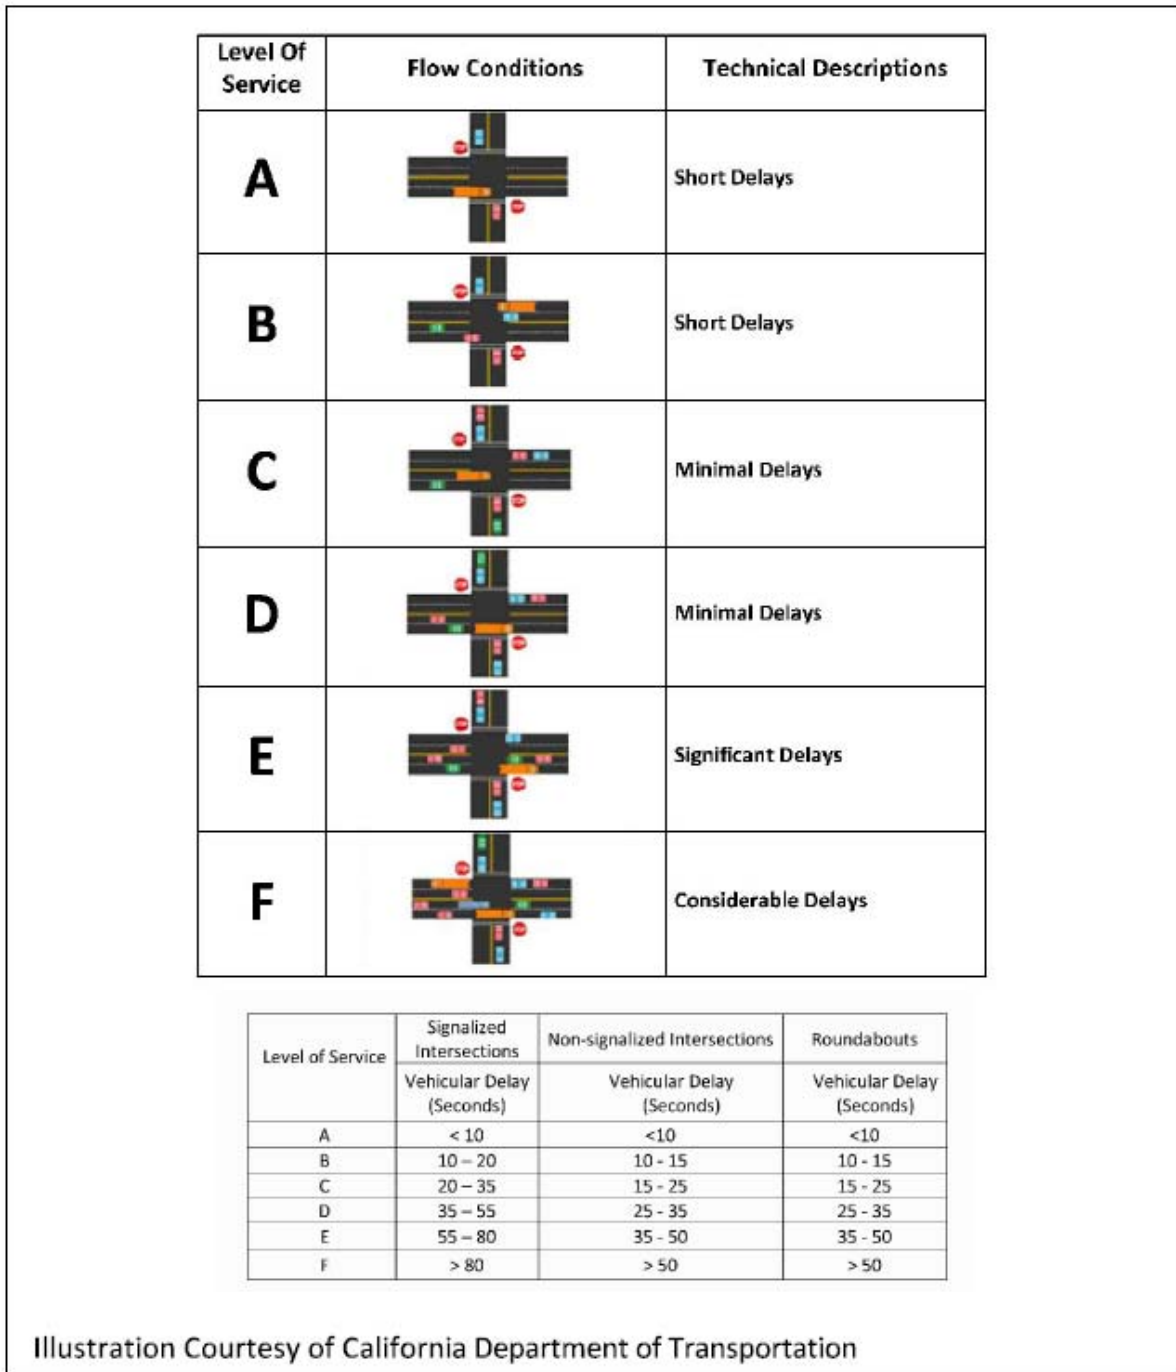 Level Of Service
Flow Conditions
Technical Descriptions
A
Short Delays
B
Short Delays
C
Minimal Delays
D
Minimal Delays
E
Significant Delays
F
Considerable Delays
Level of Service
Signalized Intersections
Non-signalized Intersections
Roundabouts
Vehicular Delay (Seconds)
Vehicular Delay (Seconds)
Vehicular Delay (Seconds)
A < 10 <10 <10
B 10 – 20 10 - 15 10 - 15
C 20 – 35 15 - 25 15 - 25
D 35 – 55 25 - 35 25 - 35
E 55 – 80 35 - 50 35 - 50
F > 80 > 50 > 50
Illustration Courtesy of California Department of Transportation